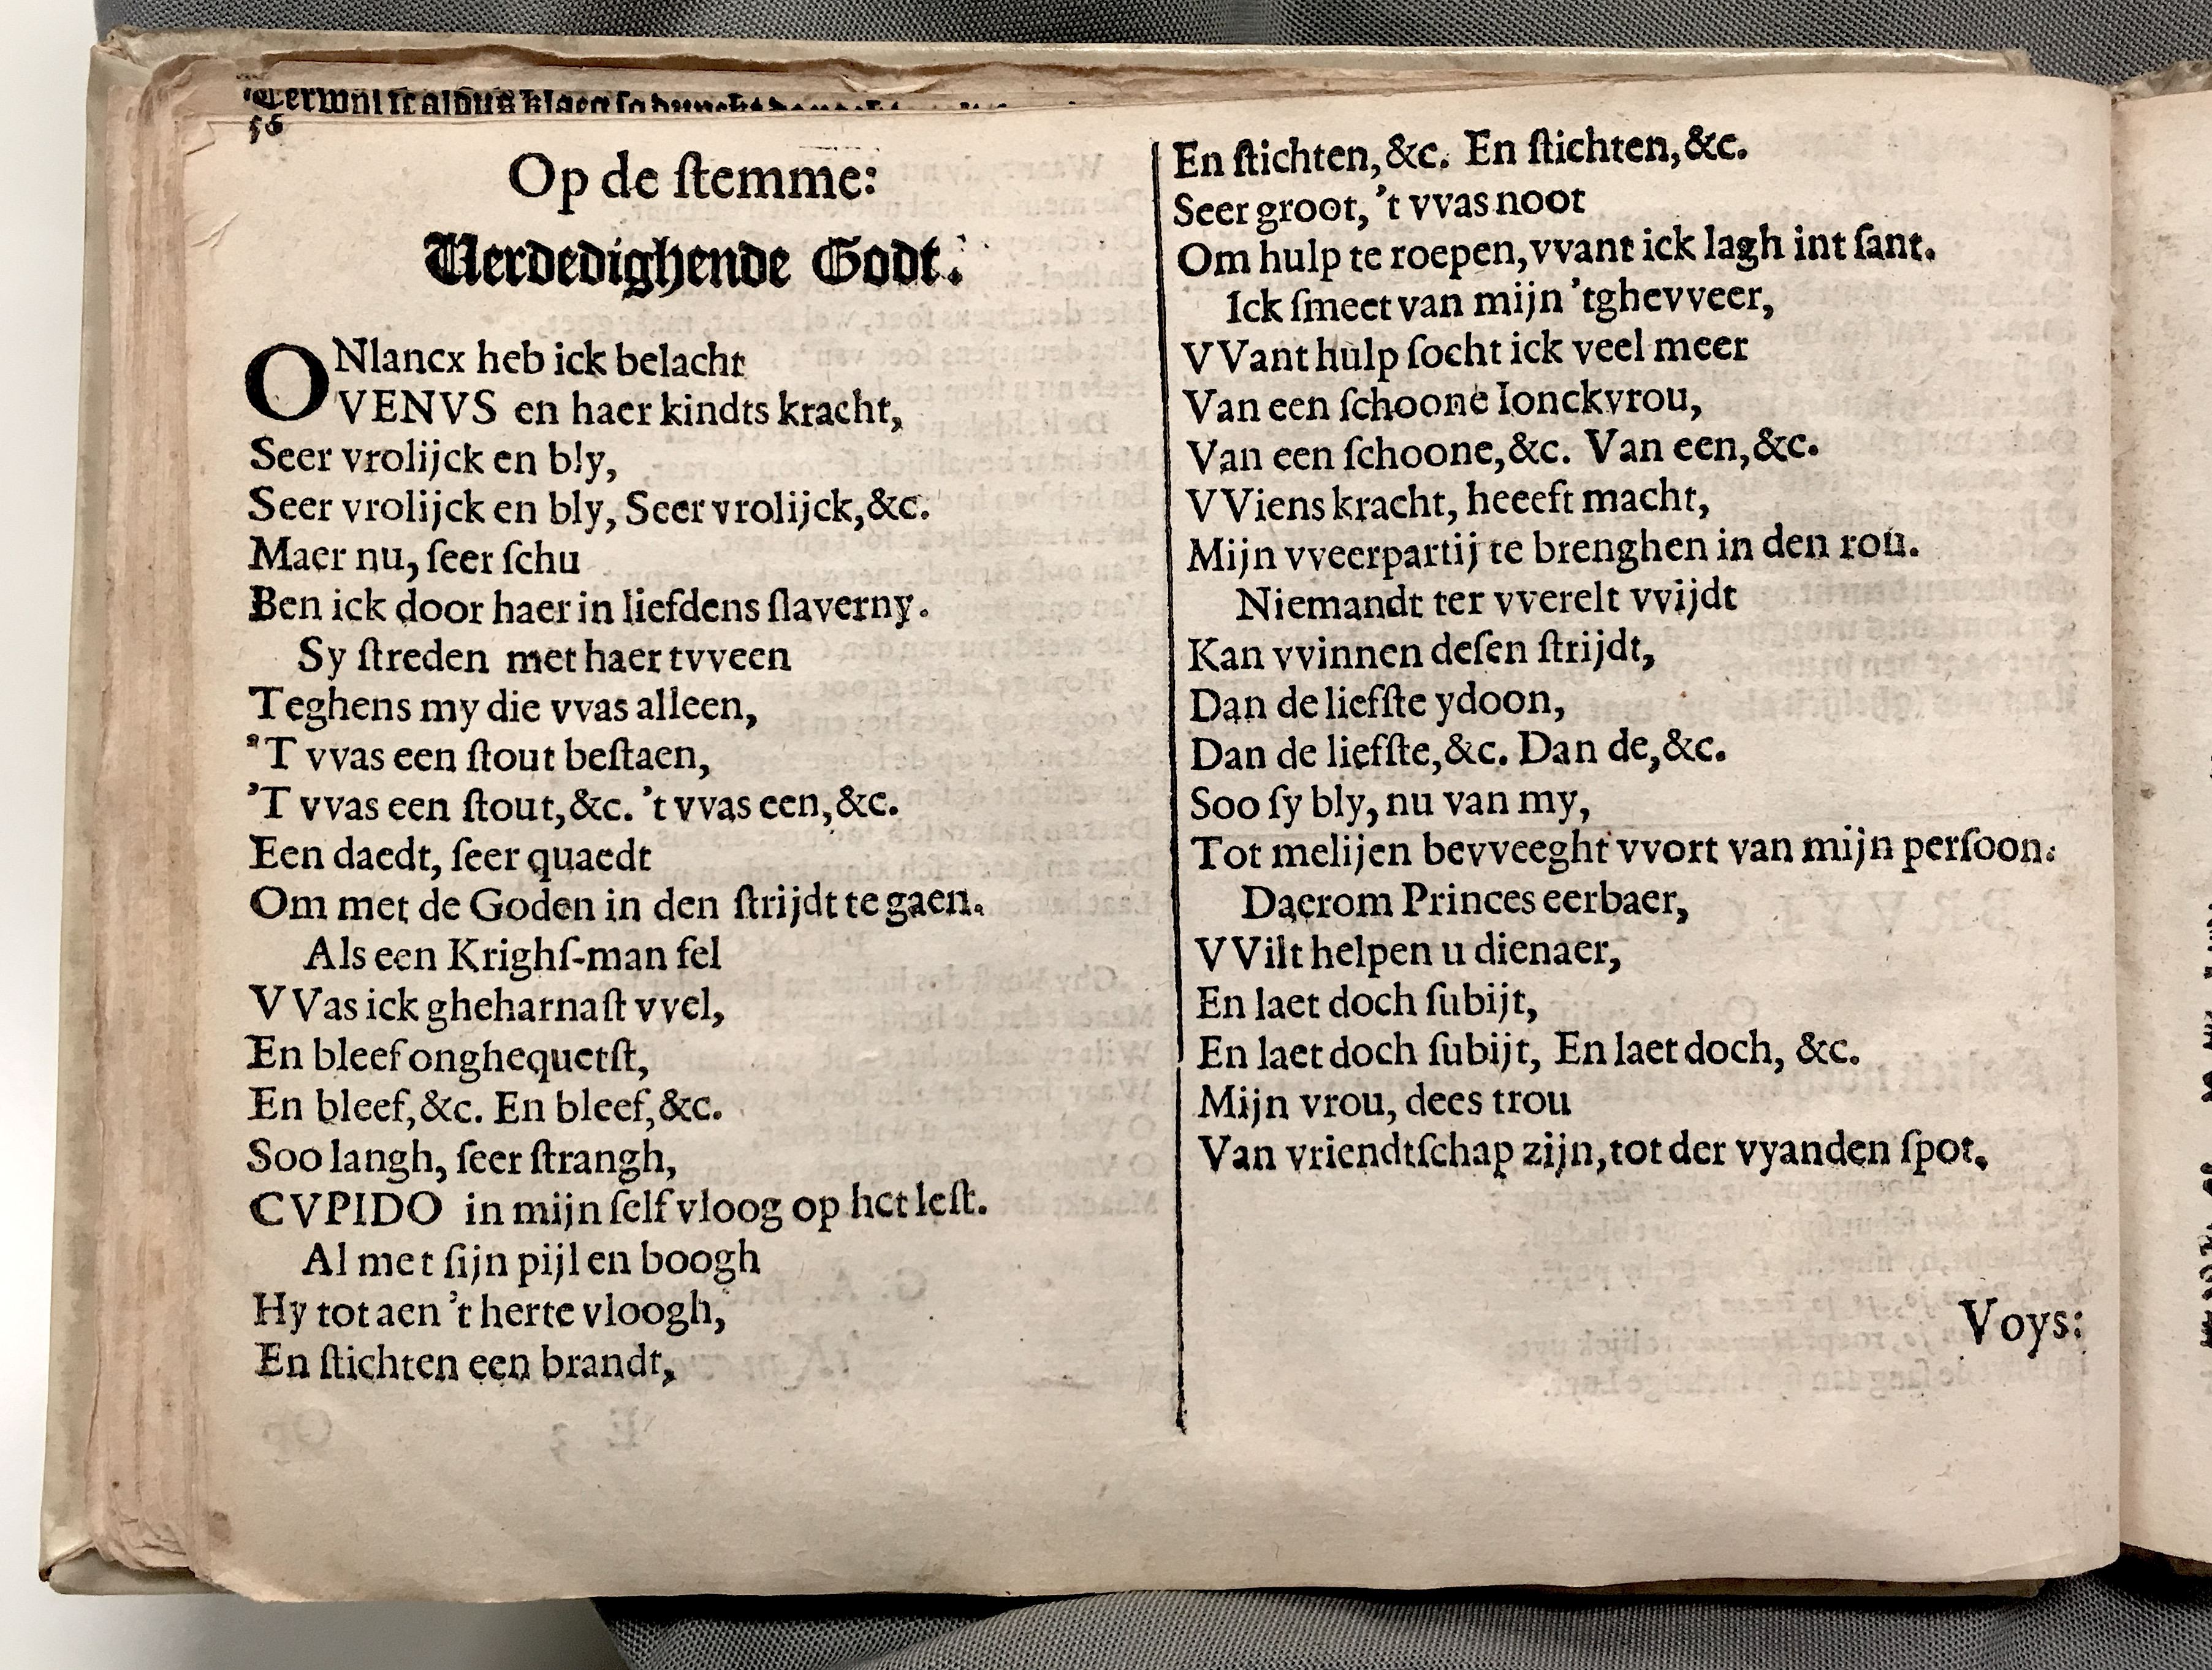 56
Op de ſtemme:
Verdedighende Godt.
ONlancx heb ick belacht
VENVS en haer kindts kracht,
Seer vrolijck en bly,
Seer vrolijck en bly, Seer vrolijck,&c.
Maer nu, ſeer ſchu
Ben ick door haer in liefdens ſlaverny.
Sy ſtreden met haer tvveen
Teghens my die vvas alleen,
'T vvas een ſtout beſtaen,
'T vvas een ſtout,&c. 't vvas een,&c.
Een daedt, ſeer quaedt
Om met de Goden in den ſtrijdt te gaen.
Als een Krighſ-man fel
VVas ick gheharnaſt vvel,
En bleef onghequetſt,
En bleef,&c. En bleef,&c.
Soo langh, ſeer ſtrangh,
CVPIDO in mijn ſelf vloog op het leſt.
Al met ſijn pijl en boogh
Hy tot aen 't herte vloogh,
En ſtichten een brandt,
En ſtichten,&c. En ſtichten,&c.
Seer groot, 't vvas noot
Om hulp te roepen, vvant ick lagh int ſant.
Ick ſmeet van mijn 'tghevveer,
VVant hulp ſocht ick veel meer
Van een ſchoone Ionckvrou,
Van een ſchoone,&c. Van een,&c.
VViens kracht, heeeft macht,
Mijn vveerpartij te brenghen in den rou.
Niemandt ter vverelt vvijdt
Kan vvinnen deſen ſtrijdt,
Dan de liefſte ydoon,
Dan de liefſte,&c. Dan de,&c.
Soo ſy bly, nu van my,
Tot melijen bevveeght vvort van mijn perſoon.
Daerom Princes eerbaer,
VVilt helpen u dienaer,
En laet doch ſubijt,
En laet doch ſubijt, En laet doch, &c.
Mijn vrou, dees trou
Van vriendtſchap zijn, tot der vyanden ſpot.
Voys: